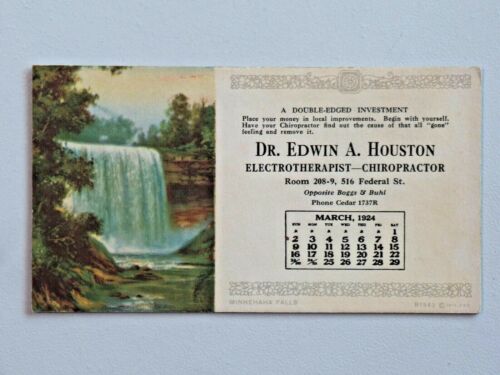 A DOUBLE-EDGED INVESTMENT
Place your money in local improvements. Begin with yourself.
Have your Chiropractor find out the cause of that all "gone"
feeling and remove it.
DR. EDWIN A. HOUSTON
ELECTROTHERAPIST—CHIROPRACTOR
Room 208-9, 516 Federal St.
Opposite Boggs & Buhl
Phone Cedar 1737R
MARCH, 1924
SUN MON TUE WED THU FRI SAT
1
2 3 4 5 6 7 8
9 10 11 12 13 14 15
16 17 18 19 20 21 22
23/30 24/31 25 26 27 28 29
MINNEHAHA FALLS